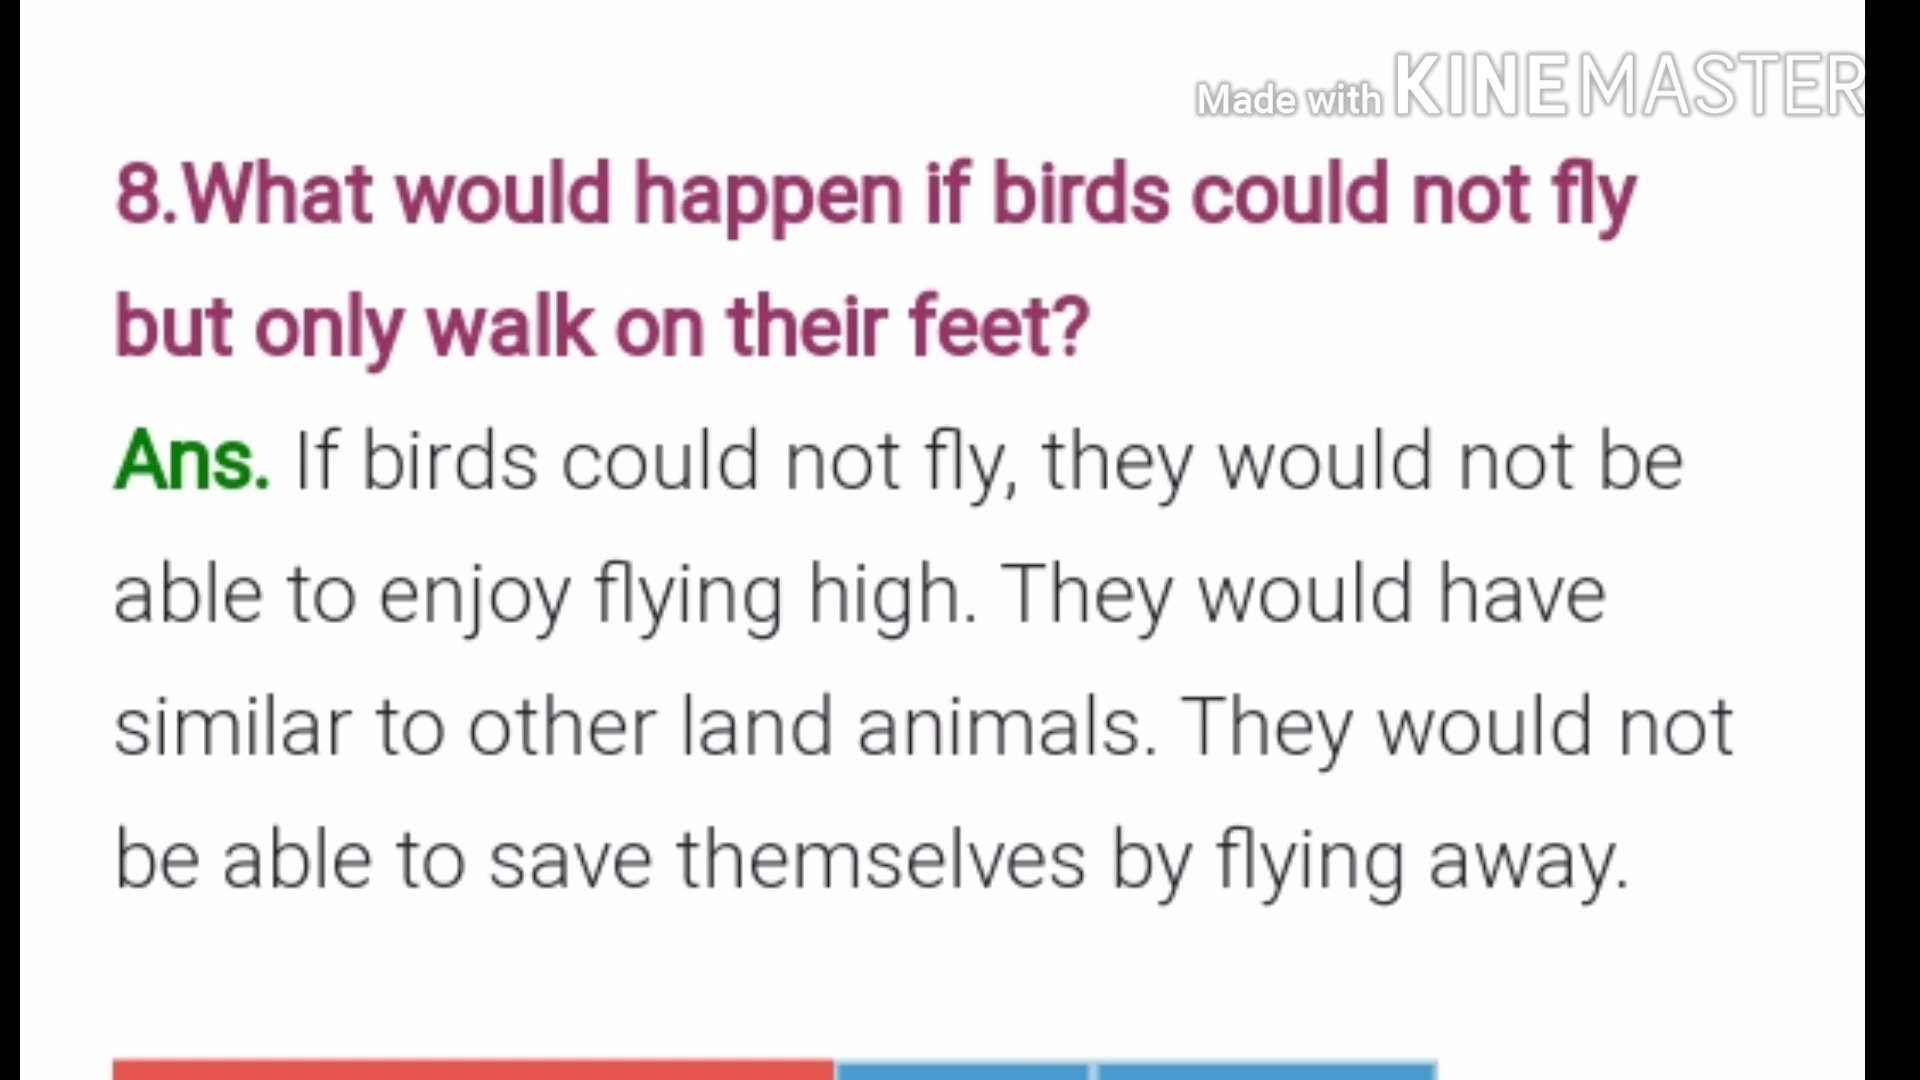 Made with KINEMASTER
8.What would happen if birds could not fly
but only walk on their feet?
Ans. If birds could not fly, they would not be
able to enjoy flying high. They would have
similar to other land animals. They would not
be able to save themselves by flying away.